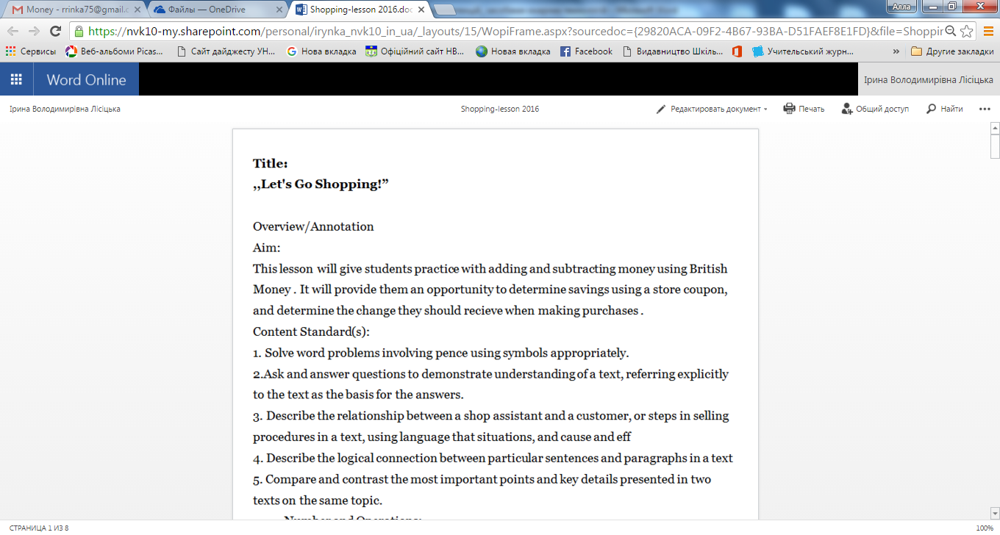 Money - rrinka75@gmail.c
Файлы — OneDrive
Shopping-lesson 2016.doc
Алла
https://nvk10-my.sharepoint.com/personal/irynka_nvk10_in_ua/_layouts/15/WopiFrame.aspx?sourcedoc={29820ACA-09F2-4B67-93BA-D51FAEF8E1FD}&file=Shoppir
Сервисы
Веб-альбоми Picas...
Сайт дайджесту УН...
Нова вкладка
Офіційний сайт НВ...
Новая вкладка
Facebook
Видавництво Шкіль...
Учительський журн...
»
Другие закладки
Word Online
Ірина Володимирівна Лісіцька
Ірина Володимирівна Лісіцька
Shopping-lesson 2016
Редактировать документ
Печать
Общий доступ
Найти
Title:
,,Let's Go Shopping!”
Overview/Annotation
Aim:
This lesson will give students practice with adding and subtracting money using British
Money . It will provide them an opportunity to determine savings using a store coupon,
and determine the change they should recieve when making purchases .
Content Standard(s):
1. Solve word problems involving pence using symbols appropriately.
2.Ask and answer questions to demonstrate understanding of a text, referring explicitly
to the text as the basis for the answers.
3. Describe the relationship between a shop assistant and a customer, or steps in selling
procedures in a text, using language that situations, and cause and eff
4. Describe the logical connection between particular sentences and paragraphs in a text
5. Compare and contrast the most important points and key details presented in two
texts on the same topic.
Number and Operations:
СТРАНИЦА 1 ИЗ 8
100%